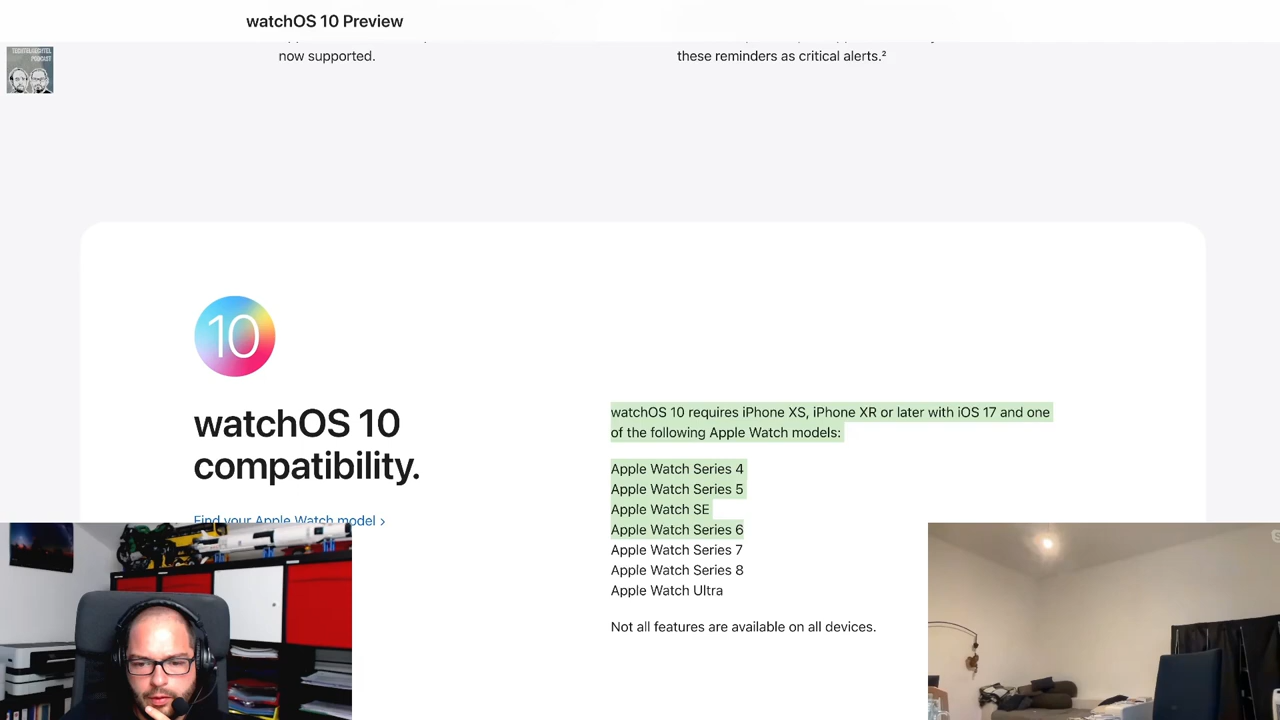 watchOS 10 Preview
TECHTELMECHTEL
PODCAST
now supported.
these reminders as critical alerts.²
10
watchOS 10
compatibility.
Find your Apple Watch model >
watchOS 10 requires iPhone XS, iPhone XR or later with iOS 17 and one
of the following Apple Watch models:
Apple Watch Series 4
Apple Watch Series 5
Apple Watch SE
Apple Watch Series 6
Apple Watch Series 7
Apple Watch Series 8
Apple Watch Ultra
Not all features are available on all devices.